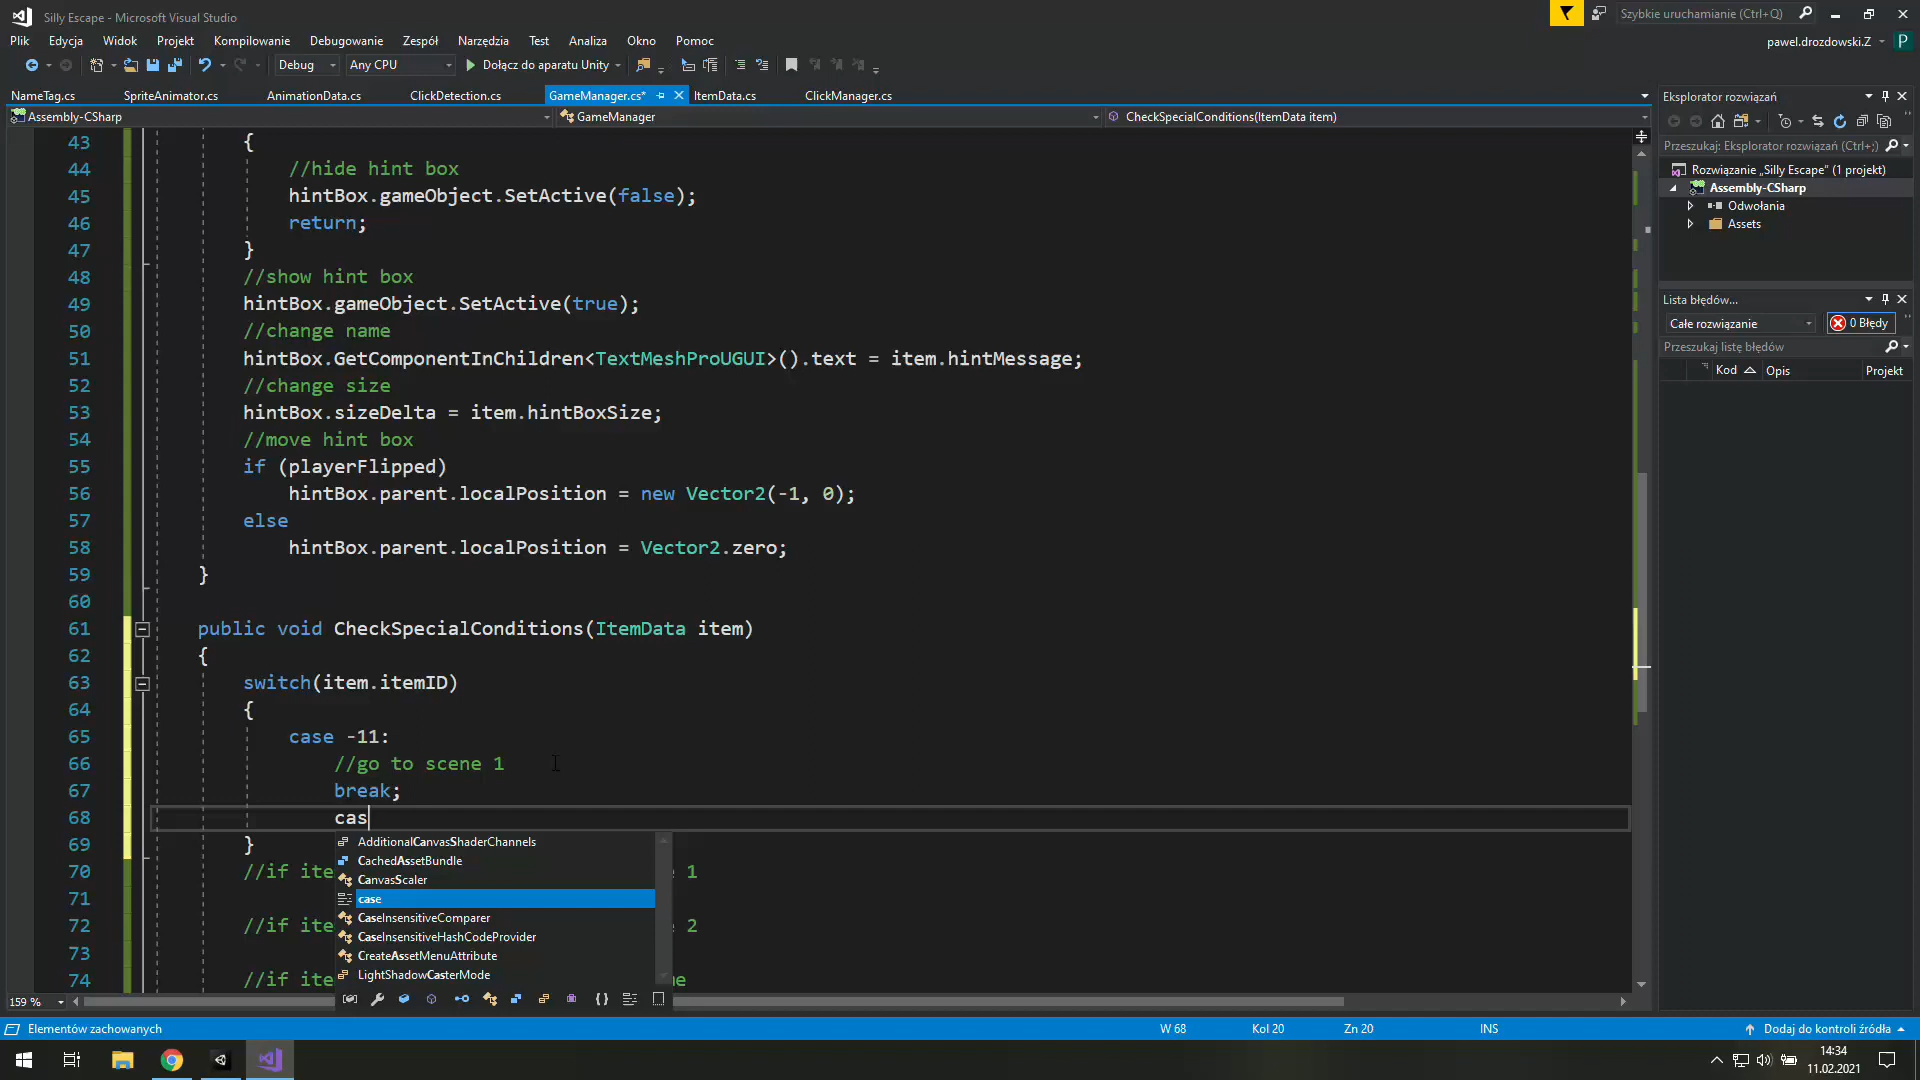 Silly Escape - Microsoft Visual Studio
Szybkie uruchamianie (Ctrl+Q)
Plik Edycja Widok Projekt Kompilowanie Debugowanie Zespół Narzędzia Test Analiza Okno Pomoc
pawel.drozdowski.Z P
Debug Any CPU Dołącz do aparatu Unity
NameTag.cs SpriteAnimator.cs AnimationData.cs ClickDetection.cs GameManager.cs* ItemData.cs ClickManager.cs
Assembly-CSharp GameManager CheckSpecialConditions(ItemData item)
43 {
44 //hide hint box
45 hintBox.gameObject.SetActive(false);
46 return;
47 }
48 //show hint box
49 hintBox.gameObject.SetActive(true);
50 //change name
51 hintBox.GetComponentInChildren<TextMeshProUGUI>().text = item.hintMessage;
52 //change size
53 hintBox.sizeDelta = item.hintBoxSize;
54 //move hint box
55 if (playerFlipped)
56 hintBox.parent.localPosition = new Vector2(-1, 0);
57 else
58 hintBox.parent.localPosition = Vector2.zero;
59 }
60
61 public void CheckSpecialConditions(ItemData item)
62 {
63 switch(item.itemID)
64 {
65 case -11:
66 //go to scene 1
67 break;
68 cas
69 }
70 //if ite 1
71
72 //if ite 2
73
74 //if ite e
AdditionalCanvasShaderChannels
CachedAssetBundle
CanvasScaler
case
CaseInsensitiveComparer
CaseInsensitiveHashCodeProvider
CreateAssetMenuAttribute
LightShadowCasterMode
159 %
Eksplorator rozwiązań
Przeszukaj: Eksplorator rozwiązań (Ctrl+;)
Rozwiązanie „Silly Escape” (1 projekt)
Assembly-CSharp
Odwołania
Assets
Lista błędów...
Całe rozwiązanie 0 Błędy
Przeszukaj listę błędów
Kod Opis Projekt
Elementów zachowanych W 68 Kol 20 Zn 20 INS Dodaj do kontroli źródła
14:34
11.02.2021